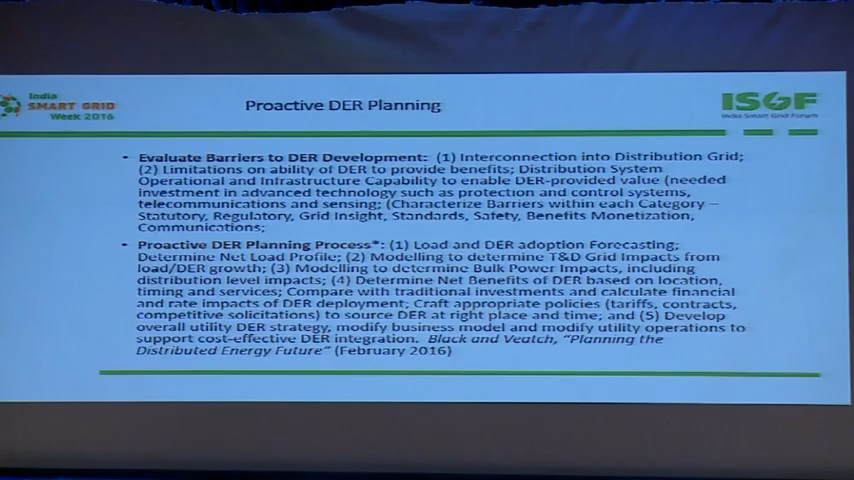 India
SMART GRID
Week 2016
Proactive DER Planning
ISGF
India Smart Grid Forum
• Evaluate Barriers to DER Development: (1) Interconnection into Distribution Grid;
(2) Limitations on ability of DER to provide benefits; Distribution System
Operational and Infrastructure Capability to enable DER-provided value (needed
investment in advanced technology such as protection and control systems,
telecommunications and sensing; (Characterize Barriers within each Category –
Statutory, Regulatory, Grid Insight, Standards, Safety, Benefits Monetization,
Communications;
• Proactive DER Planning Process*: (1) Load and DER adoption Forecasting;
Determine Net Load Profile; (2) Modelling to determine T&D Grid Impacts from
load/DER growth; (3) Modelling to determine Bulk Power Impacts, including
distribution level impacts; (4) Determine Net Benefits of DER based on location,
timing and services; Compare with traditional investments and calculate financial
and rate impacts of DER deployment; Craft appropriate policies (tariffs, contracts,
competitive solicitations) to source DER at right place and time; and (5) Develop
overall utility DER strategy, modify business model and modify utility operations to
support cost-effective DER integration. Black and Veatch, "Planning the
Distributed Energy Future" (February 2016)